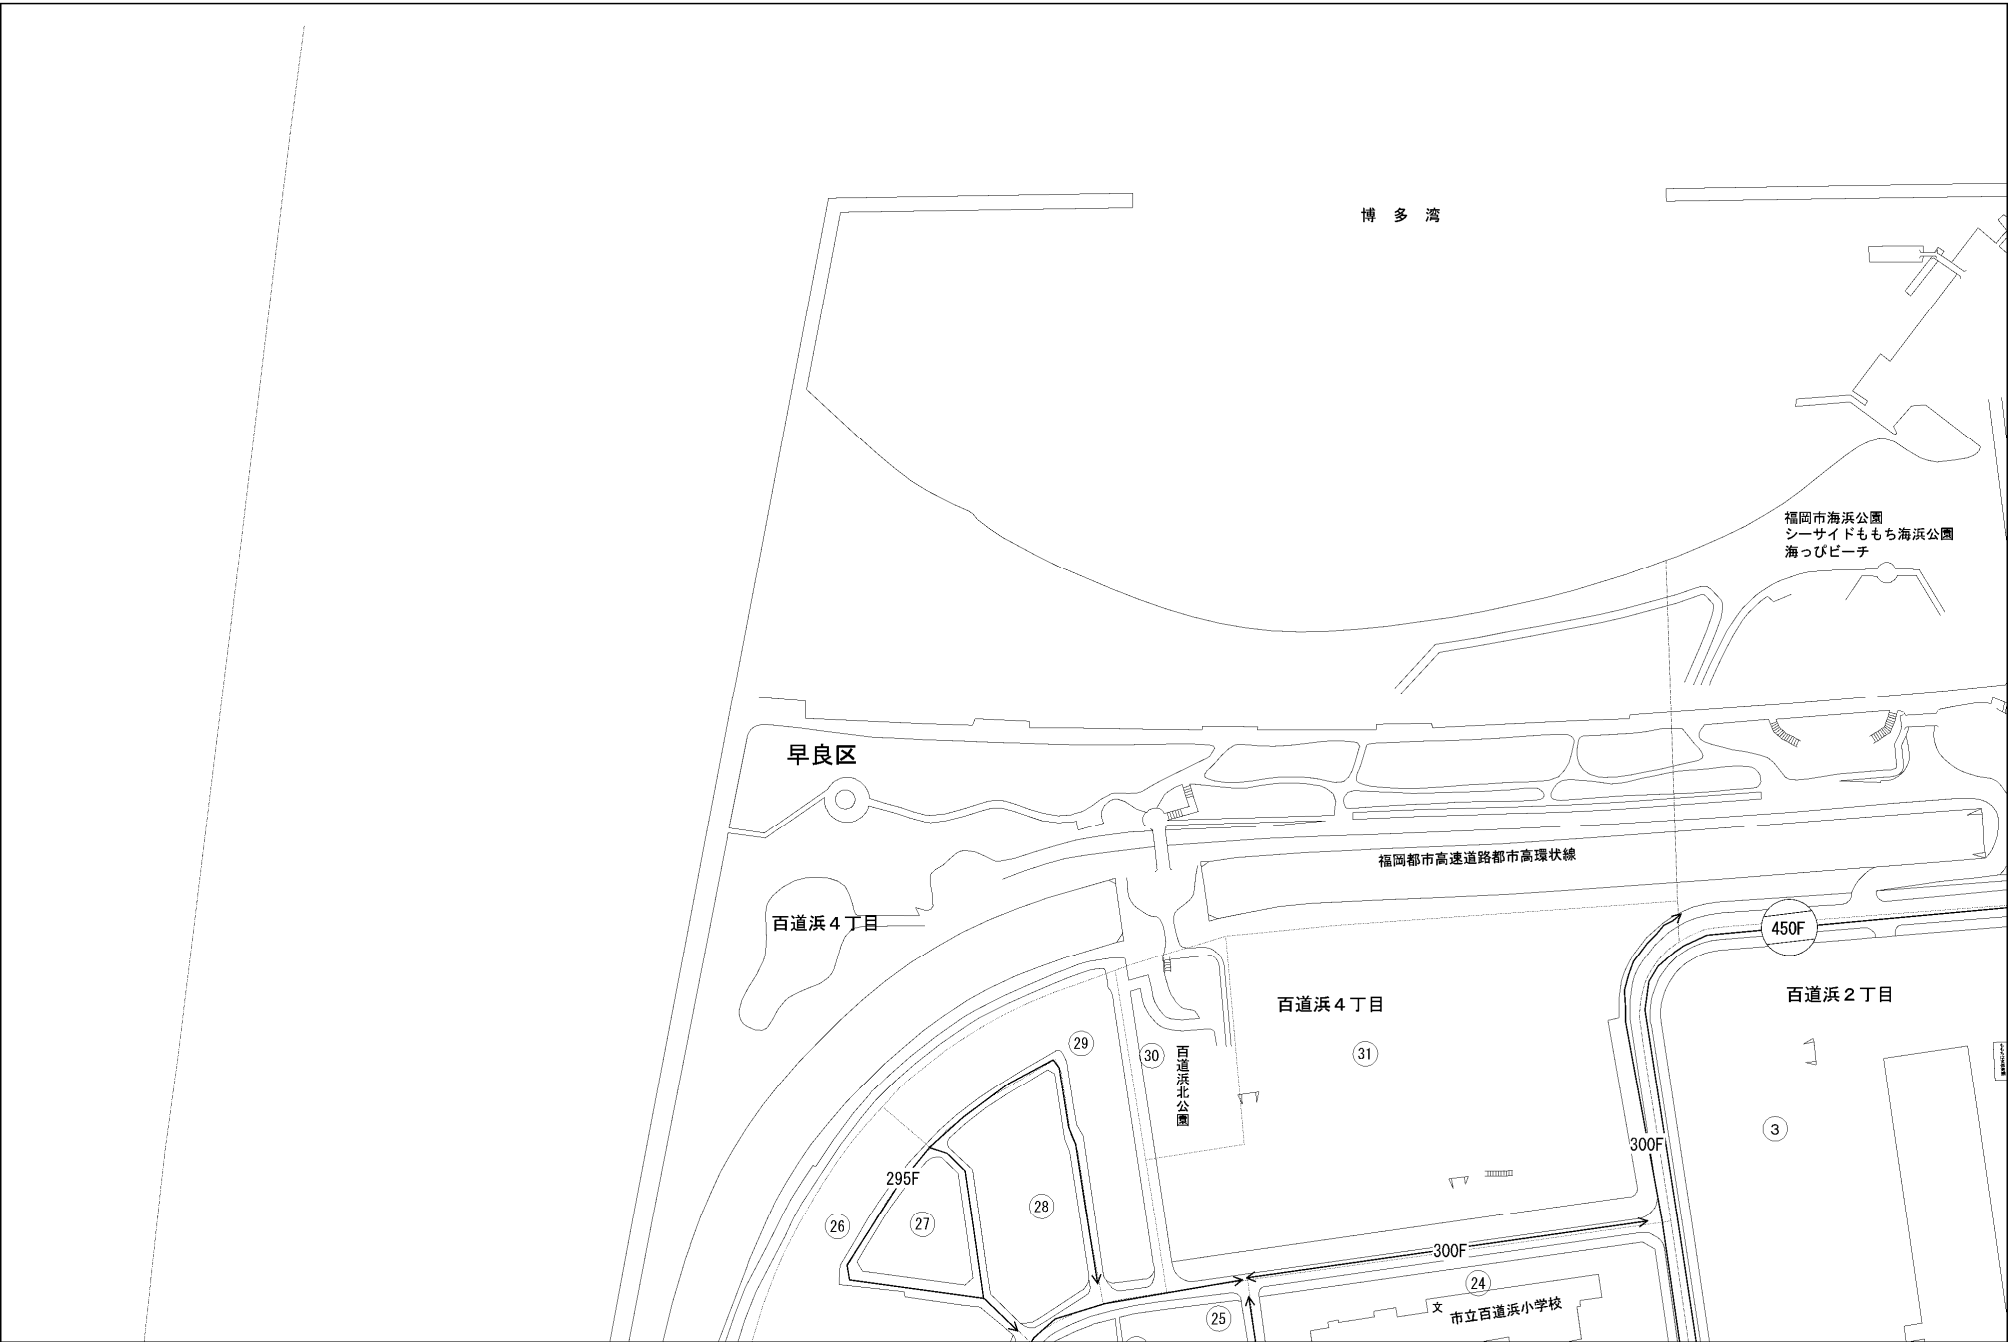 博多湾
福岡市海浜公園
シーサイドももち海浜公園
海っぴビーチ
早良区
福岡都市高速道路都市高環状線
百道浜４丁目
450F
百道浜４丁目
百道浜２丁目
29
30
百道浜北公園
31
3
300F
295F
28
27
26
300F
24
文
市立百道浜小学校
25